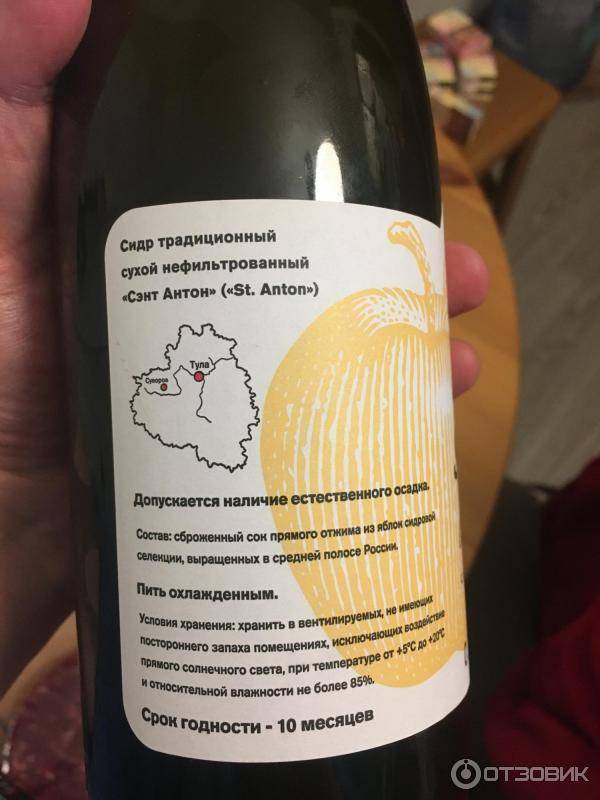 Сидр традиционный
сухой нефильтрованный
«Сэнт Антон» («St. Anton»)
Тула
Суворов
Допускается наличие естественного осадка.
Состав: сброженный сок прямого отжима из яблок сидровой
селекции, выращенных в средней полосе России.
Пить охлажденным.
Условия хранения: хранить в вентилируемых, не имеющих
постороннего запаха помещениях, исключающих воздействие
прямого солнечного света, при температуре от +5°С до +20°С
и относительной влажности не более 85%.
Срок годности - 10 месяцев
ОТЗОВИК